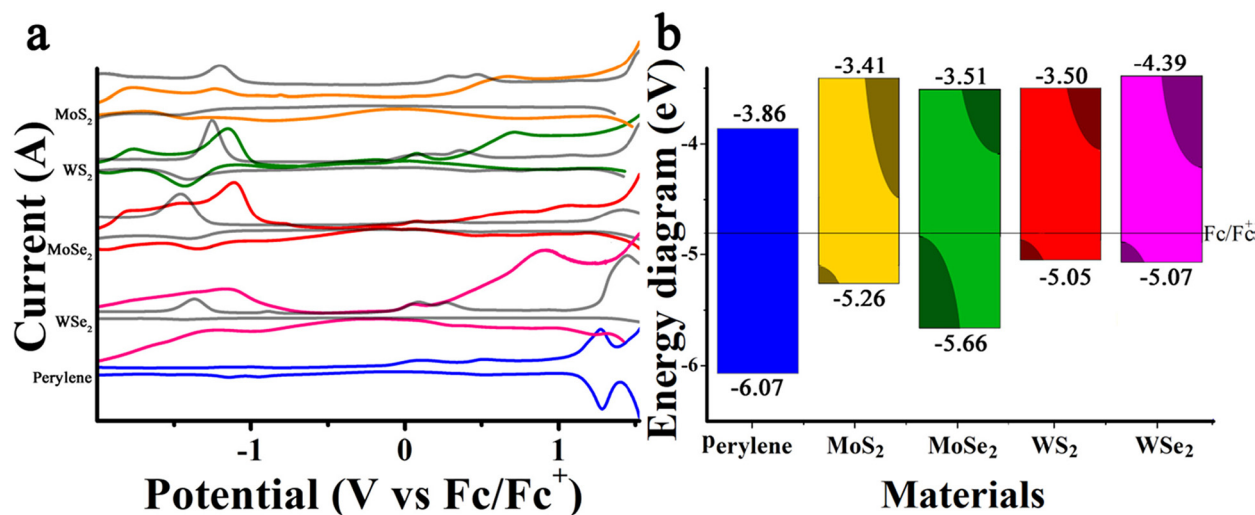 a
Current (A)
MoS2
WS2
MoSe2
WSe2
Perylene
-1
0
1
Potential (V vs Fc/Fc+)
b
Energy diagram (eV)
-4
-5
-6
-3.86
-6.07
-3.41
-5.26
-3.51
-5.66
-3.50
-5.05
-4.39
-5.07
Fc/Fc+
perylene
MoS2
MoSe2
WS2
WSe2
Materials